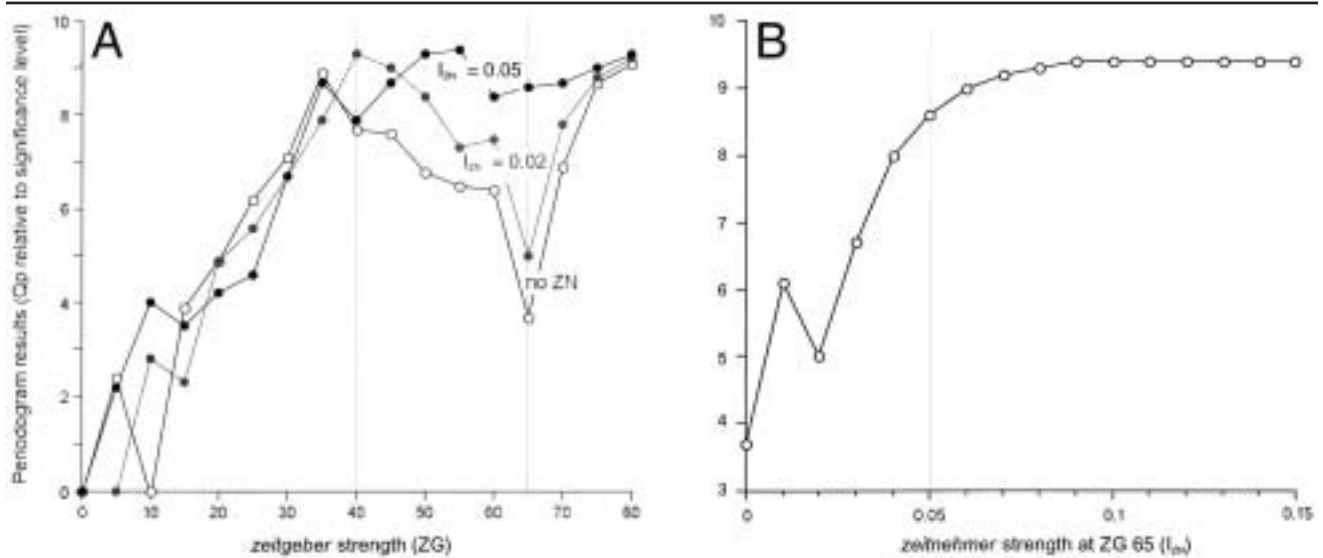 A
10
8
6
4
2
0
Periodogram results (Qp relative to significance level)
= 0.05
= 0.02
no ZN
0 10 20 30 40 50 60 70 80
zeitgeber strength (ZG)
B
10
9
8
7
6
5
4
3
0 0.05 0.1 0.15
zeitnehmer strength at ZG 65